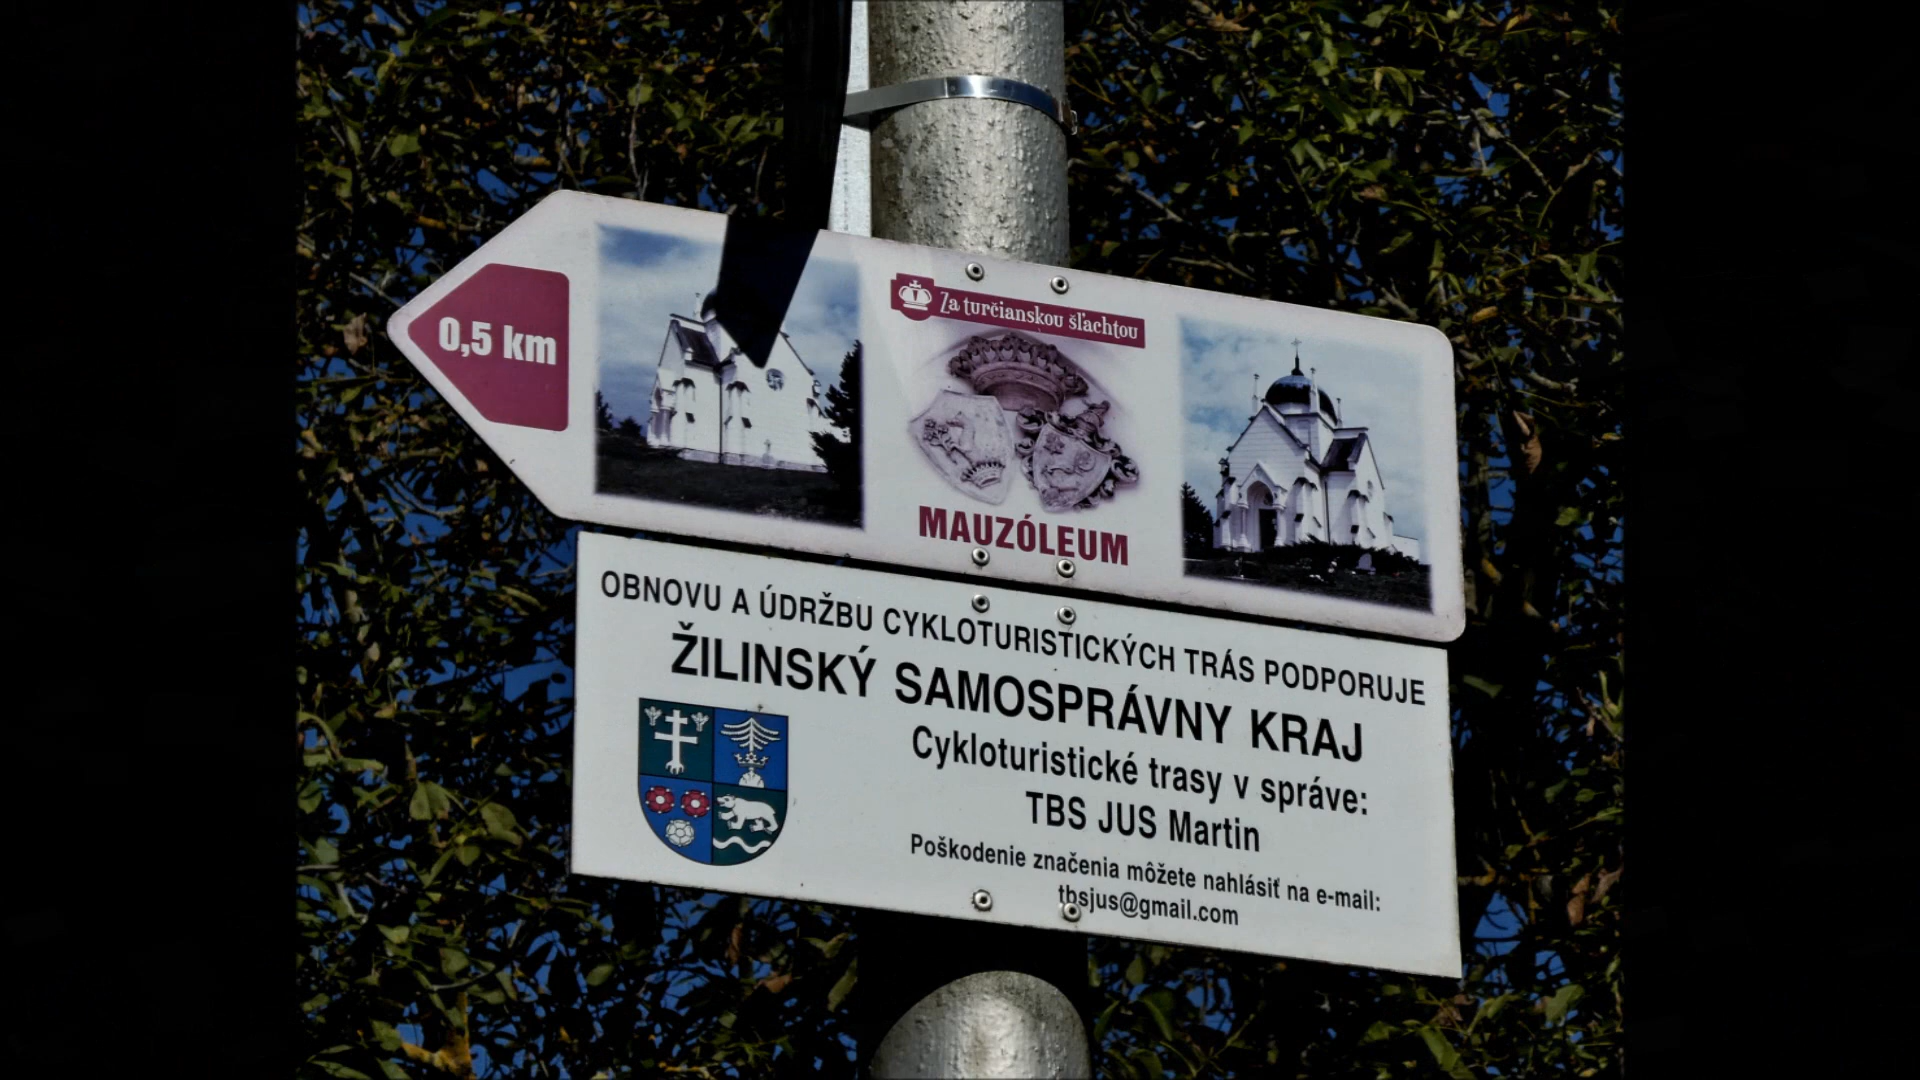 0,5 km
Za turčianskou šľachtou
MAUZÓLEUM
OBNOVU A ÚDRŽBU CYKLOTURISTICKÝCH TRÁS PODPORUJE
ŽILINSKÝ SAMOSPRÁVNY KRAJ
Cykloturistické trasy v správe:
TBS JUS Martin
Poškodenie značenia môžete nahlásiť na e-mail:
tbsjus@gmail.com